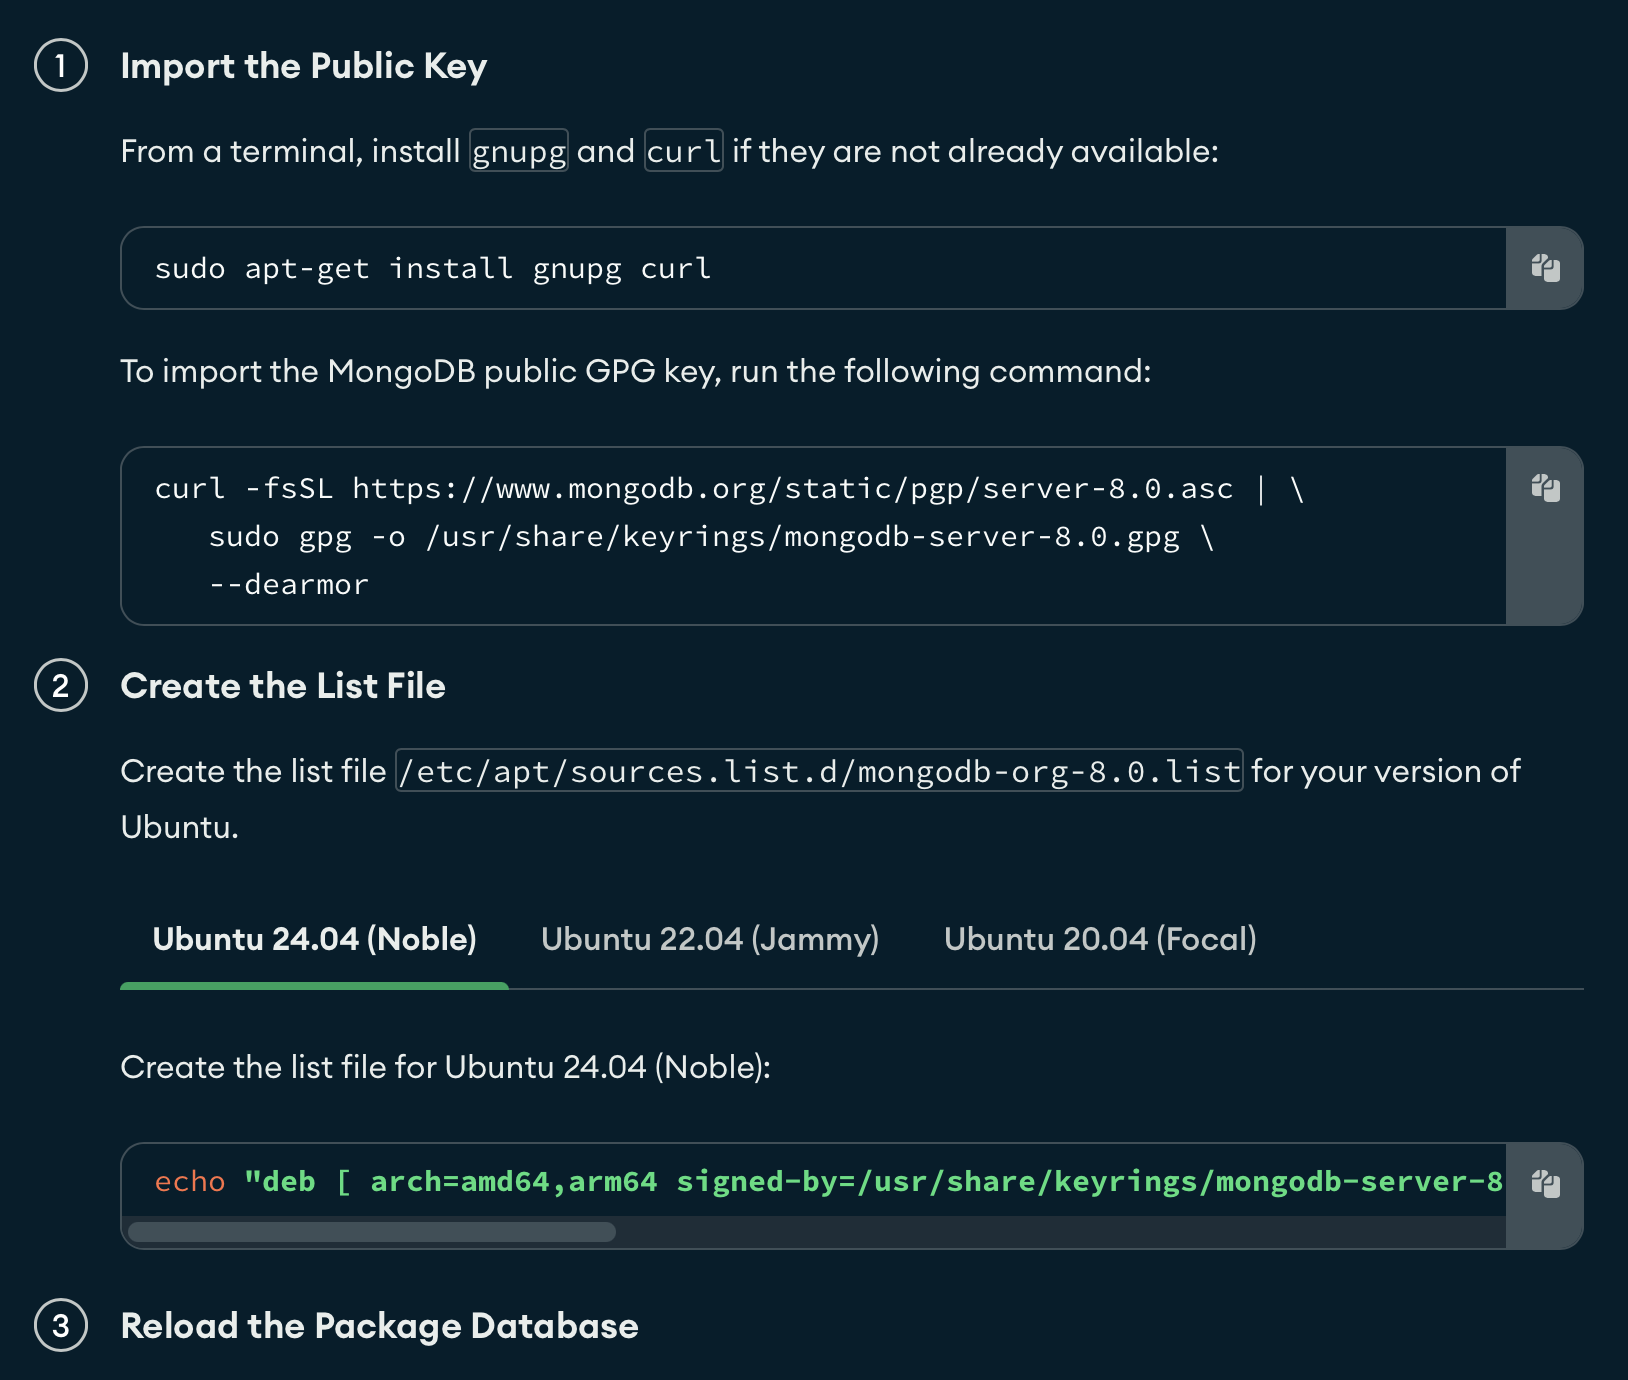 1 Import the Public Key
From a terminal, install gnupg and curl if they are not already available:
sudo apt-get install gnupg curl
To import the MongoDB public GPG key, run the following command:
curl -fsSL https://www.mongodb.org/static/pgp/server-8.0.asc | \
   sudo gpg -o /usr/share/keyrings/mongodb-server-8.0.gpg \
   --dearmor
2 Create the List File
Create the list file /etc/apt/sources.list.d/mongodb-org-8.0.list for your version of
Ubuntu.
Ubuntu 24.04 (Noble) Ubuntu 22.04 (Jammy) Ubuntu 20.04 (Focal)
Create the list file for Ubuntu 24.04 (Noble):
echo "deb [ arch=amd64,arm64 signed-by=/usr/share/keyrings/mongodb-server-8
3 Reload the Package Database